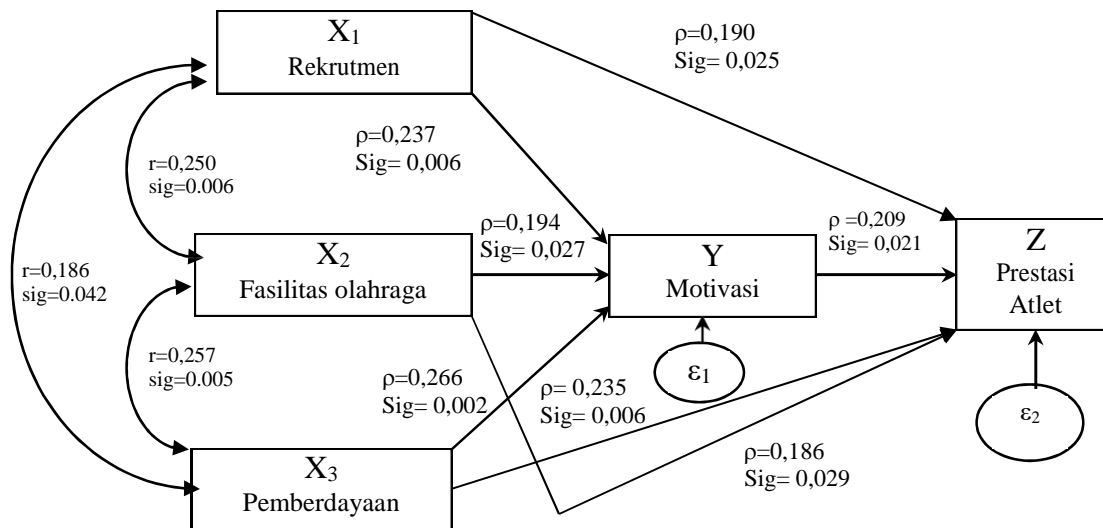 X1
Rekrutmen
ρ=0,190
Sig= 0,025
ρ=0,237
Sig= 0,006
r=0,250
sig=0.006
X2
Fasilitas olahraga
ρ=0,194
Sig= 0,027
Y
Motivasi
ρ =0,209
Sig= 0,021
Z
Prestasi
Atlet
r=0,186
sig=0.042
r=0,257
sig=0.005
ε1
ρ=0,266
Sig= 0,002
ρ= 0,235
Sig= 0,006
ε2
ρ=0,186
Sig= 0,029
X3
Pemberdayaan